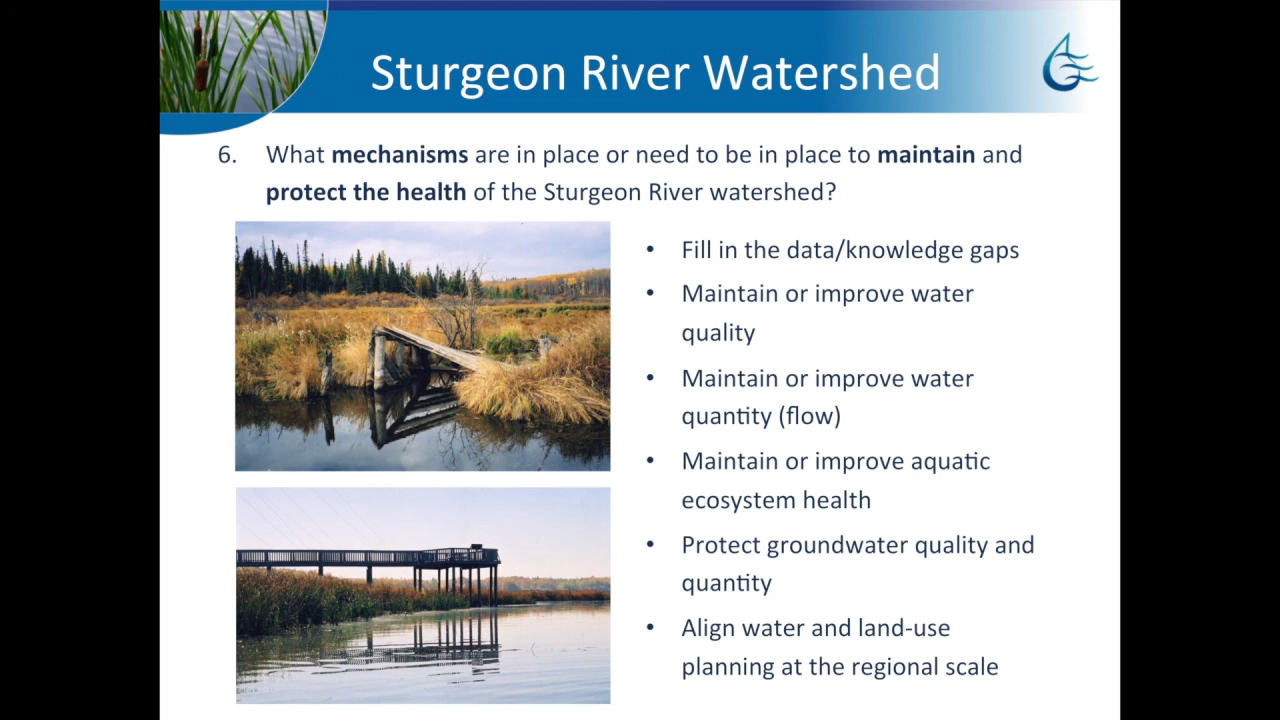 Sturgeon River Watershed
6. What mechanisms are in place or need to be in place to maintain and
protect the health of the Sturgeon River watershed?
• Fill in the data/knowledge gaps
• Maintain or improve water
quality
• Maintain or improve water
quantity (flow)
• Maintain or improve aquatic
ecosystem health
• Protect groundwater quality and
quantity
• Align water and land-use
planning at the regional scale